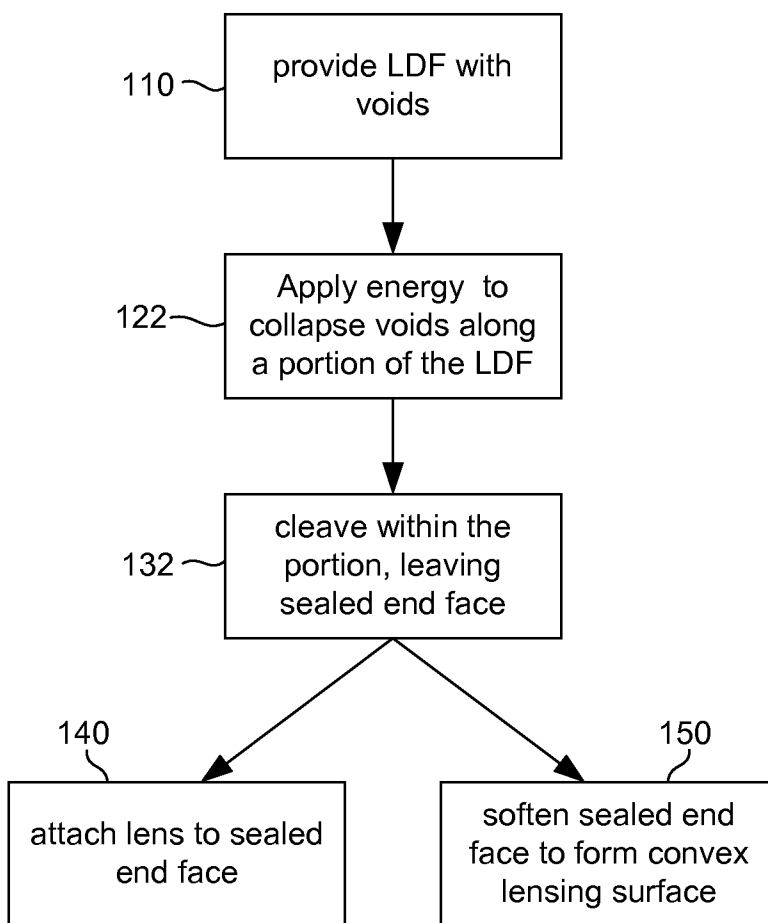 110
provide LDF with
voids
122
Apply energy to
collapse voids along
a portion of the LDF
132
cleave within the
portion, leaving
sealed end face
140
attach lens to sealed
end face
150
soften sealed end
face to form convex
lensing surface